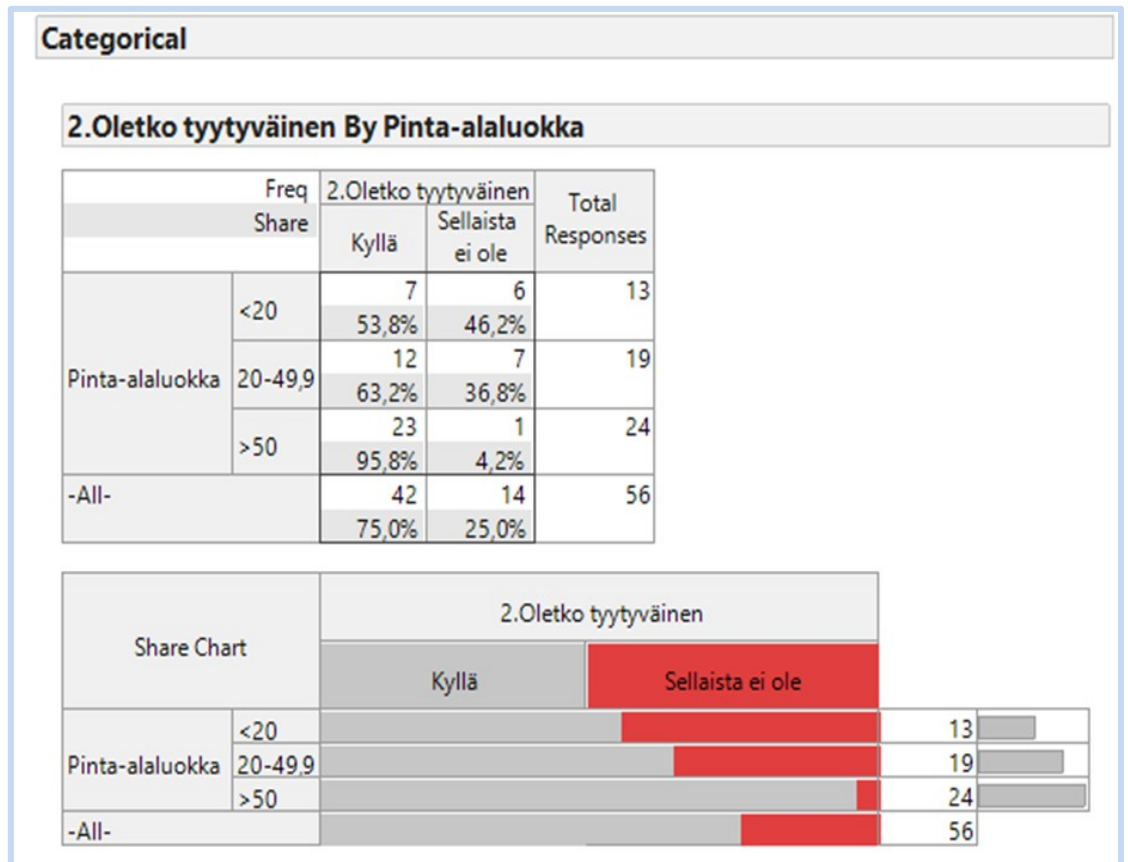 Categorical
2.Oletko tyytyväinen By Pinta-alaluokka
Freq 2.Oletko tyytyväinen Total Responses
Share Kyllä Sellaista ei ole
Pinta-alaluokka <20 7 6 13
53,8% 46,2%
20-49,9 12 7 19
63,2% 36,8%
>50 23 1 24
95,8% 4,2%
-All- 42 14 56
75,0% 25,0%
Share Chart 2.Oletko tyytyväinen
Kyllä Sellaista ei ole
Pinta-alaluokka <20 13
20-49,9 19
>50 24
-All- 56